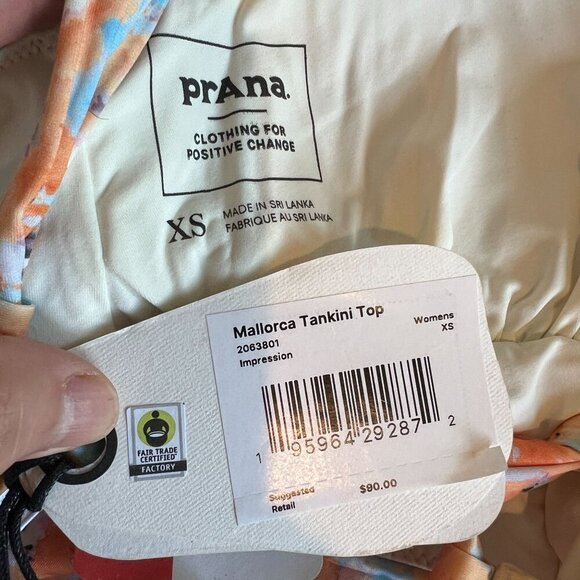 prAna.
CLOTHING FOR
POSITIVE CHANGE
XS
MADE IN SRI LANKA
FABRIQUE AU SRI LANKA
Mallorca Tankini Top
2063801
Impression
Womens
XS
1 95964 29287 2
Suggested
Retail
$90.00
FAIR TRADE
CERTIFIED
FACTORY